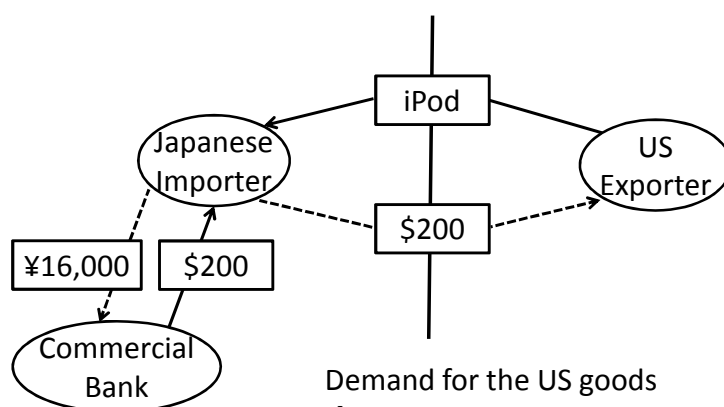 iPod
Japanese
Importer
US
Exporter
$200
¥16,000
$200
Commercial
Bank
Demand for the US goods